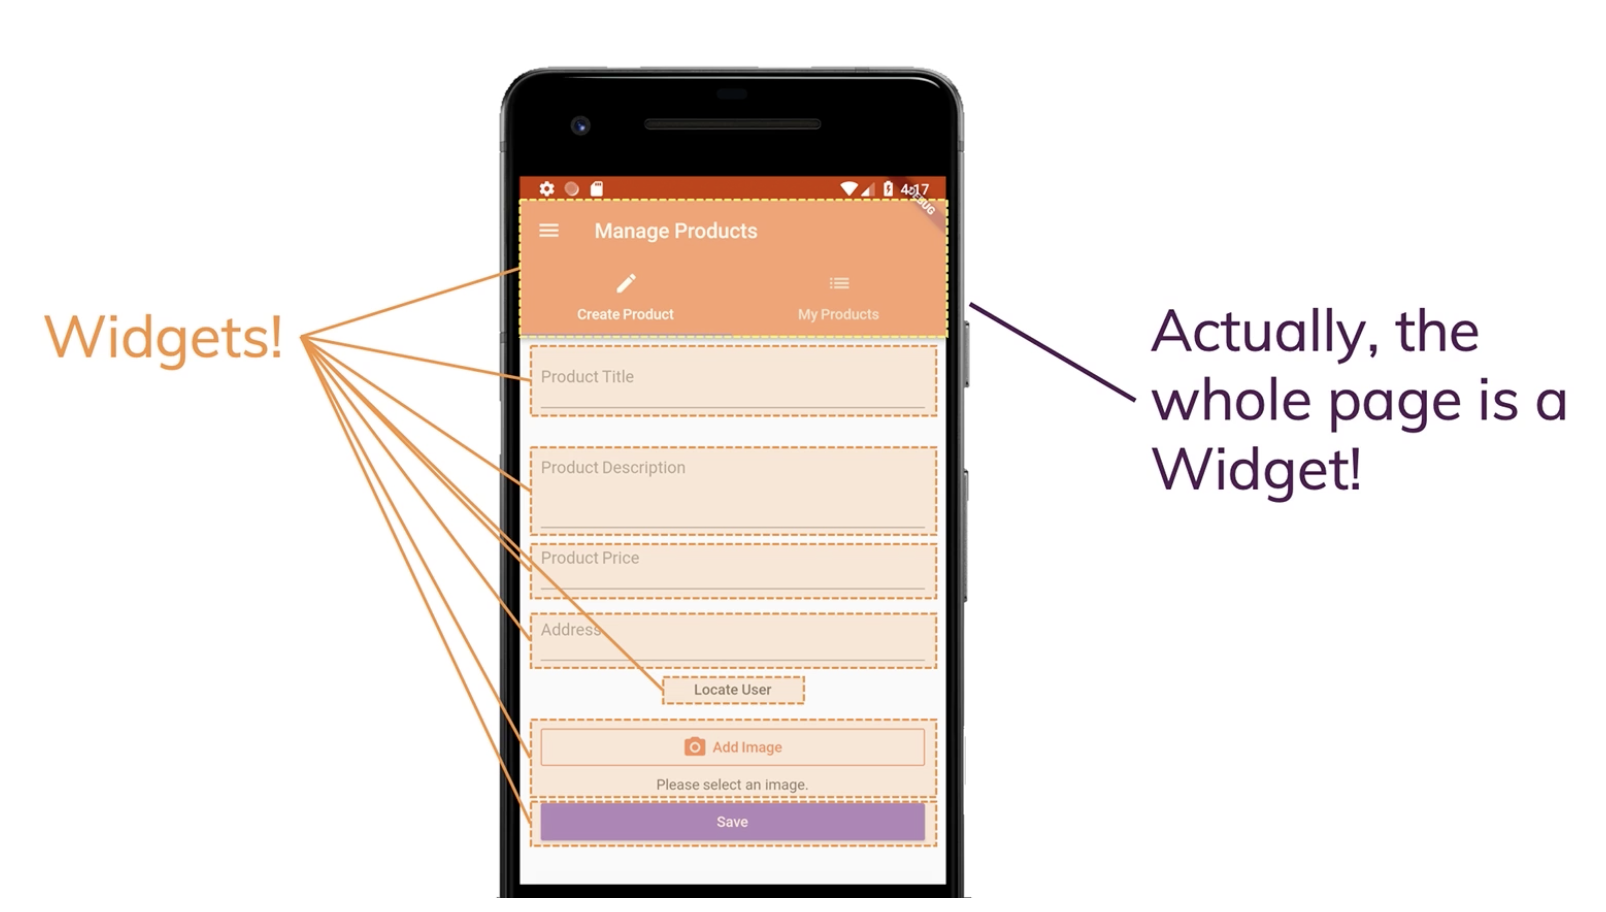 4:17
DEBUG
Manage Products
Create Product
My Products
Widgets!
Actually, the
whole page is a
Widget!
Product Title
Product Description
Product Price
Address
Locate User
Add Image
Please select an image.
Save